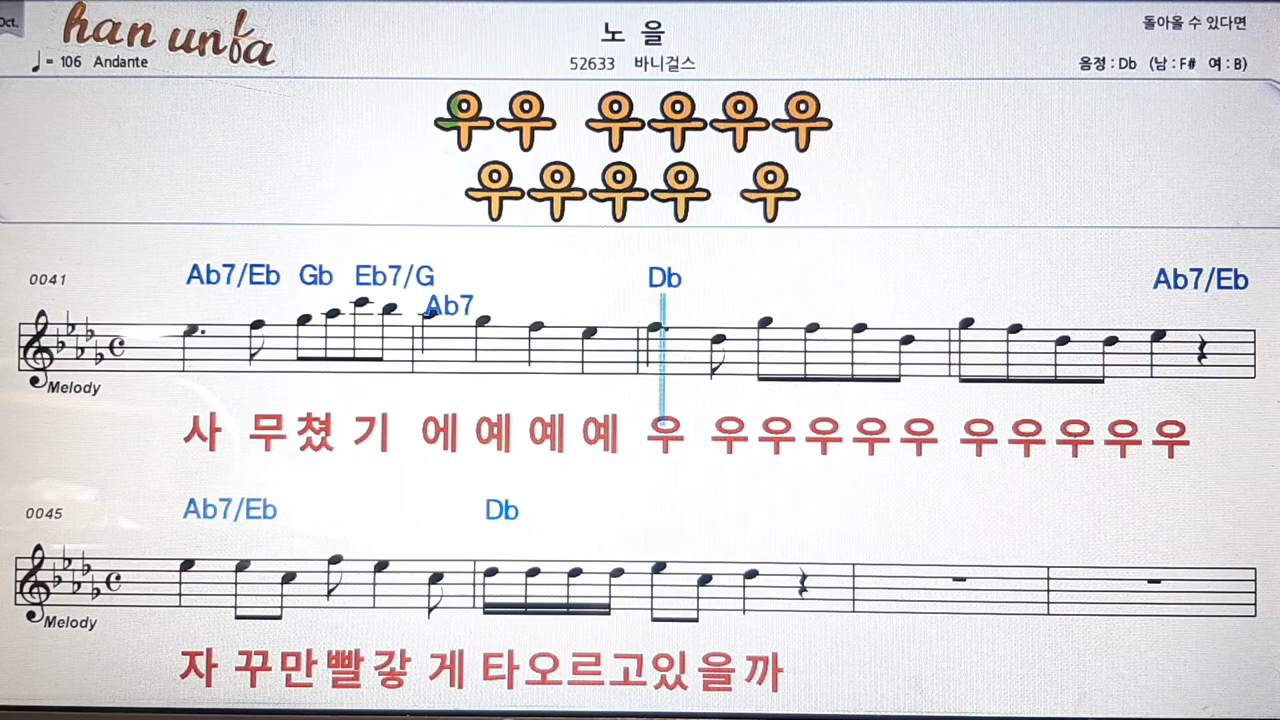 Oct.
han unfa
노 을
돌아올 수 있다면
♩= 106 Andante
52633 바니걸스
음정 : Db (남 : F# 여 : B)
우우 우우우우
우우우우 우
0041
Ab7/Eb Gb Eb7/G Ab7 Db Ab7/Eb
Melody
사 무쳤 기 에 예 예 예 우 우우우우우 우우우우우
0045
Ab7/Eb Db
Melody
자 꾸만 빨갛 게 타오르고있 을까